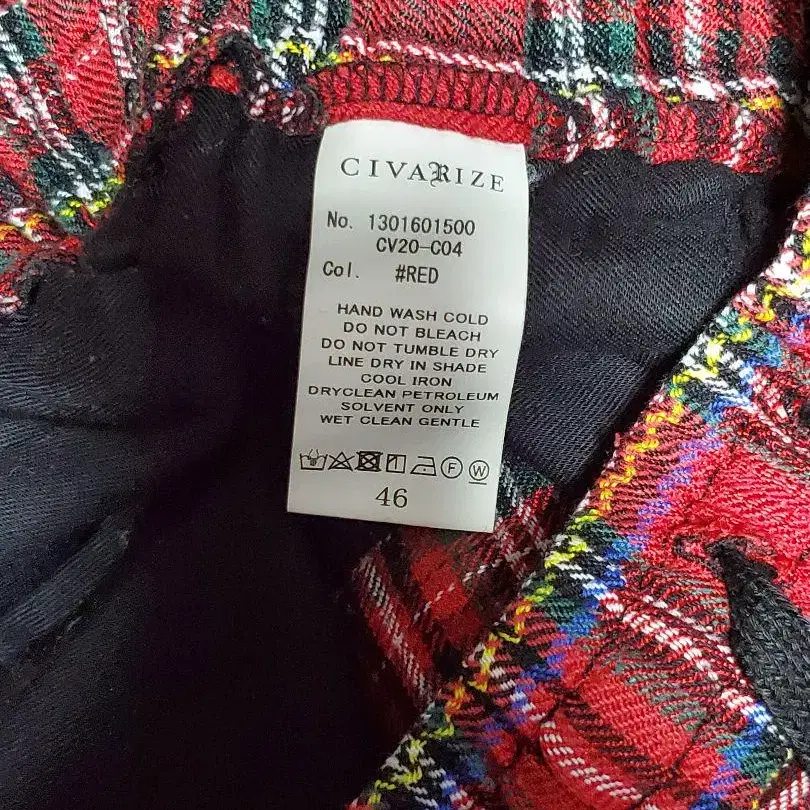 CIVARIZE
No. 1301601500
CV20-C04
Col. #RED
HAND WASH COLD
DO NOT BLEACH
DO NOT TUMBLE DRY
LINE DRY IN SHADE
COOL IRON
DRYCLEAN PETROLEUM
SOLVENT ONLY
WET CLEAN GENTLE
F W
46